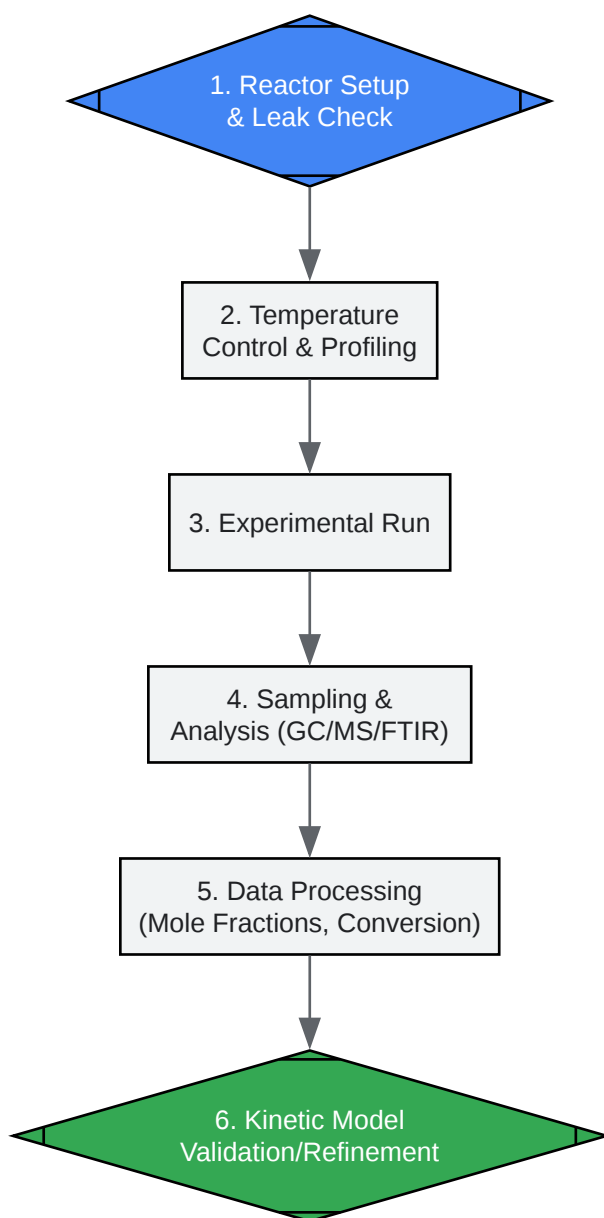 1. Reactor Setup
& Leak Check
2. Temperature
Control & Profiling
3. Experimental Run
4. Sampling &
Analysis (GC/MS/FTIR)
5. Data Processing
(Mole Fractions, Conversion)
6. Kinetic Model
Validation/Refinement